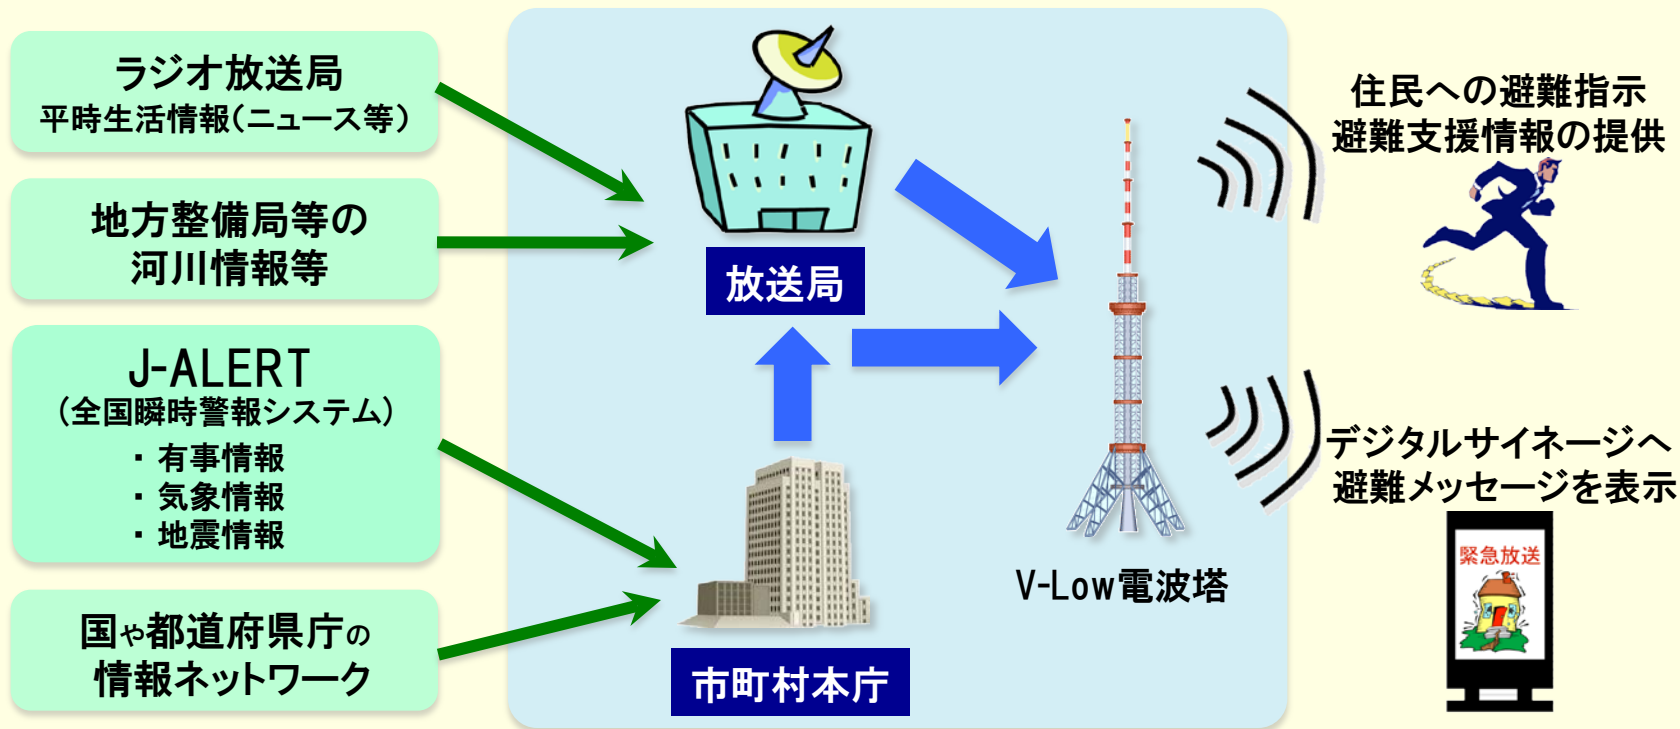 ラジオ放送局
平時生活情報（ニュース等）
地方整備局等の
河川情報等
J-ALERT
（全国瞬時警報システム）
・有事情報
・気象情報
・地震情報
国や都道府県庁の
情報ネットワーク
放送局
市町村本庁
V-Low電波塔
住民への避難指示
避難支援情報の提供
デジタルサイネージへ
避難メッセージを表示
緊急放送